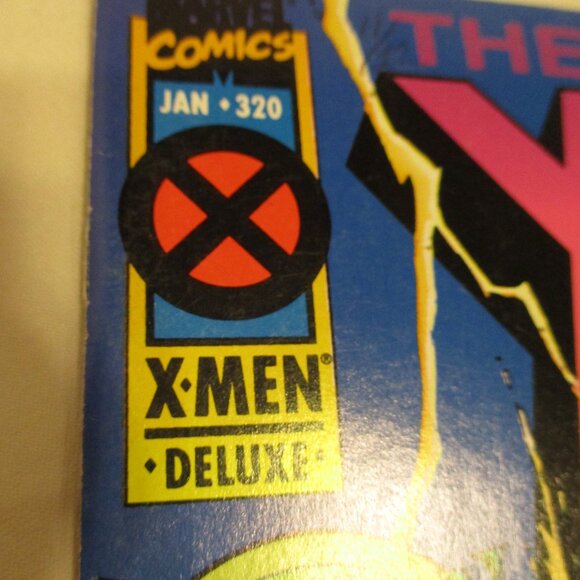 MARVEL
COMICS
JAN • 320
X•MEN®
•DELUXE•
THE